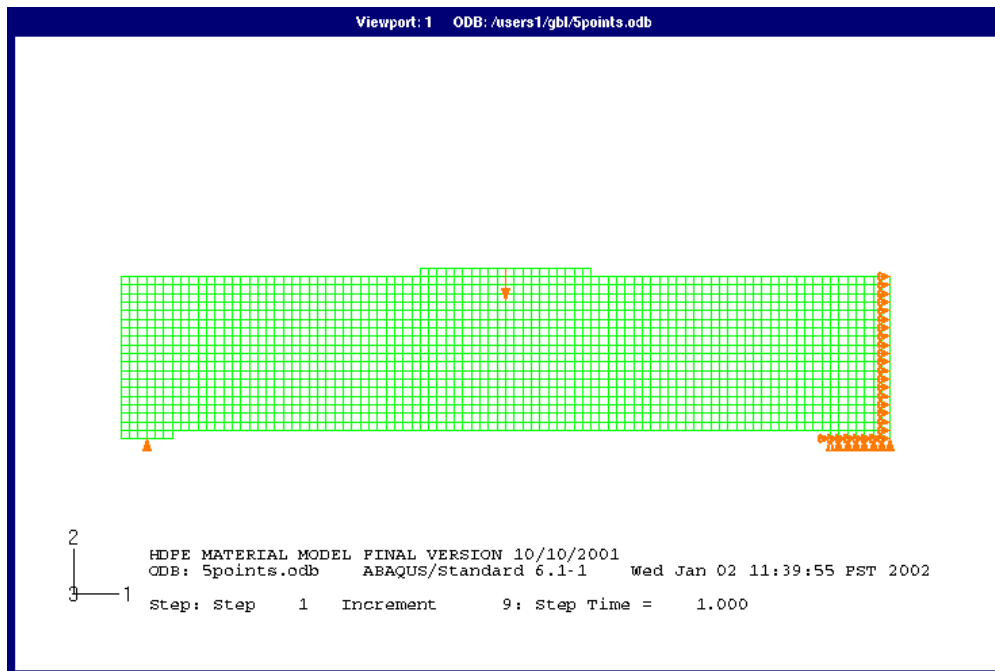 Viewport: 1 ODB: /users1/gbl/5points.odb
2
3
1
HDPE MATERIAL MODEL FINAL VERSION 10/10/2001
ODB: 5points.odb ABAQUS/Standard 6.1-1 Wed Jan 02 11:39:55 PST 2002
Step: Step 1 Increment 9: Step Time = 1.000